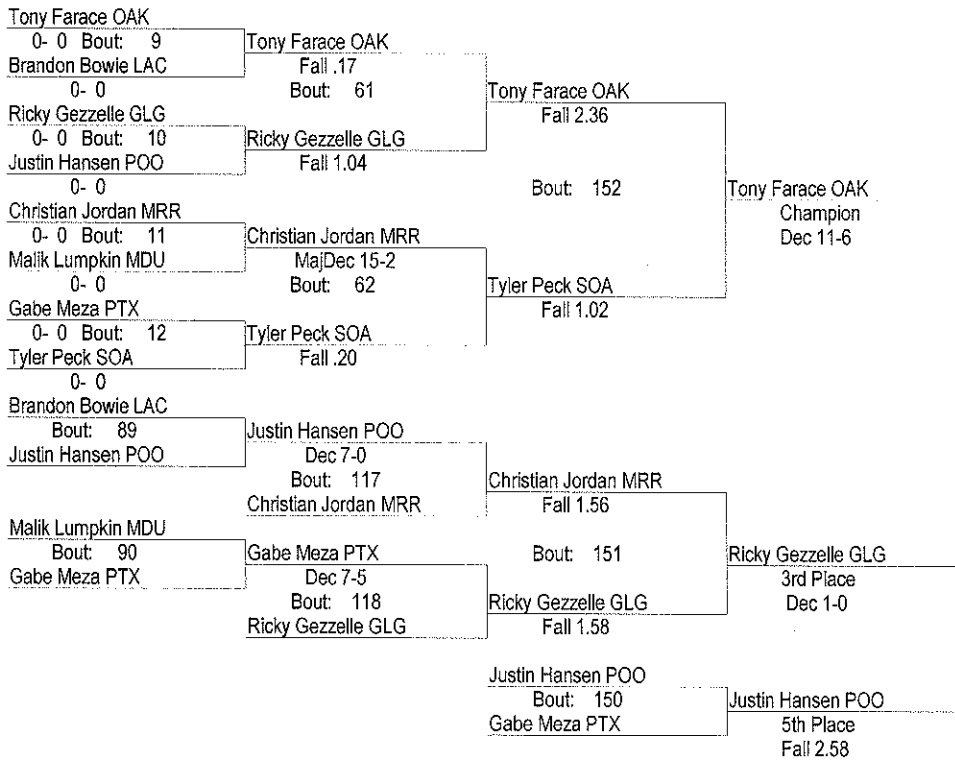 Tony Farace OAK
0- 0 Bout: 9
Brandon Bowie LAC
0- 0
Ricky Gezzelle GLG
0- 0 Bout: 10
Justin Hansen POO
0- 0
Christian Jordan MRR
0- 0 Bout: 11
Malik Lumpkin MDU
0- 0
Gabe Meza PTX
0- 0 Bout: 12
Tyler Peck SOA
0- 0
Tony Farace OAK
Fall .17
Bout: 61
Ricky Gezzelle GLG
Fall 1.04
Christian Jordan MRR
MajDec 15-2
Bout: 62
Tyler Peck SOA
Fall .20
Tony Farace OAK
Fall 2.36
Bout: 152
Tyler Peck SOA
Fall 1.02
Tony Farace OAK
Champion
Dec 11-6
Brandon Bowie LAC
Bout: 89
Justin Hansen POO
Malik Lumpkin MDU
Bout: 90
Gabe Meza PTX
Justin Hansen POO
Dec 7-0
Bout: 117
Christian Jordan MRR
Gabe Meza PTX
Dec 7-5
Bout: 118
Ricky Gezzelle GLG
Christian Jordan MRR
Fall 1.56
Bout: 151
Ricky Gezzelle GLG
Fall 1.58
Ricky Gezzelle GLG
3rd Place
Dec 1-0
Justin Hansen POO
Bout: 150
Gabe Meza PTX
Justin Hansen POO
5th Place
Fall 2.58